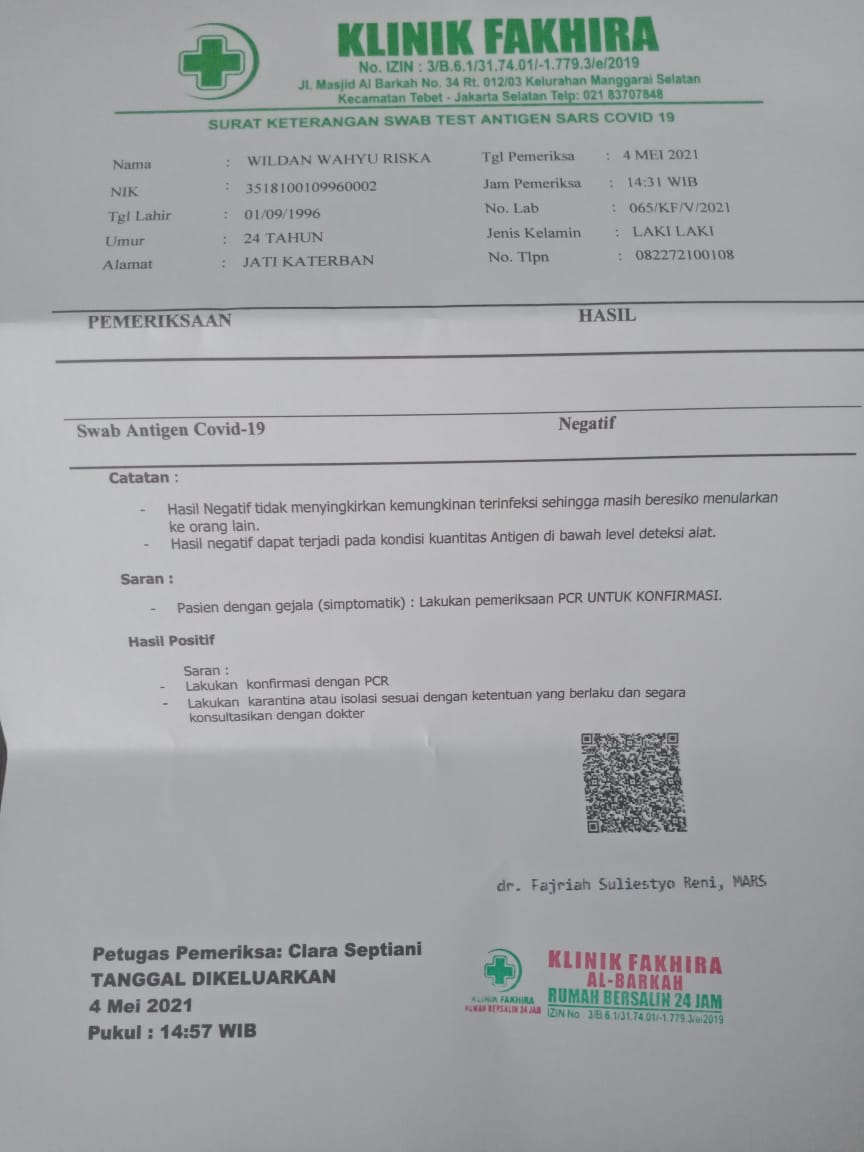 KLINIK FAKHIRA
No. IZIN : 3/B.6.1/31.74.01/-1.779.3/e/2019
Jl. Masjid Al Barkah No. 34 Rt. 012/03 Kelurahan Manggarai Selatan
Kecamatan Tebet - Jakarta Selatan Telp: 021 83707848
SURAT KETERANGAN SWAB TEST ANTIGEN SARS COVID 19
Nama : WILDAN WAHYU RISKA Tgl Pemeriksa : 4 MEI 2021
NIK : 3518100109960002 Jam Pemeriksa : 14:31 WIB
Tgl Lahir : 01/09/1996 No. Lab : 065/KF/V/2021
Umur : 24 TAHUN Jenis Kelamin : LAKI LAKI
Alamat : JATI KATERBAN No. Tlpn : 082272100108
PEMERIKSAAN HASIL
Swab Antigen Covid-19 Negatif
Catatan :
- Hasil Negatif tidak menyingkirkan kemungkinan terinfeksi sehingga masih beresiko menularkan
ke orang lain.
- Hasil negatif dapat terjadi pada kondisi kuantitas Antigen di bawah level deteksi alat.
Saran :
- Pasien dengan gejala (simptomatik) : Lakukan pemeriksaan PCR UNTUK KONFIRMASI.
Hasil Positif
Saran :
- Lakukan konfirmasi dengan PCR
- Lakukan karantina atau isolasi sesuai dengan ketentuan yang berlaku dan segara
konsultasikan dengan dokter
dr. Fajriah Suliestyo Reni, MARS
Petugas Pemeriksa: Clara Septiani
TANGGAL DIKELUARKAN
4 Mei 2021
Pukul : 14:57 WIB
KLINIK FAKHIRA
RUMAH BERSALIN 24 JAM
KLINIK FAKHIRA
AL-BARKAH
RUMAH BERSALIN 24 JAM
IZIN No : 3/B.6.1/31.74.01/-1.779.3/e/2019